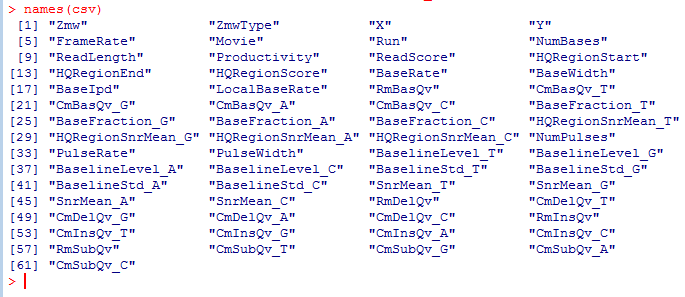 > names(csv)
[1] "Zmw" "ZmwType" "X" "Y"
[5] "FrameRate" "Movie" "Run" "NumBases"
[9] "ReadLength" "Productivity" "ReadScore" "HQRegionStart"
[13] "HQRegionEnd" "HQRegionScore" "BaseRate" "BaseWidth"
[17] "BaseIpd" "LocalBaseRate" "RmBasQv" "CmBasQv_T"
[21] "CmBasQv_G" "CmBasQv_A" "CmBasQv_C" "BaseFraction_T"
[25] "BaseFraction_G" "BaseFraction_A" "BaseFraction_C" "HQRegionSnrMean_T"
[29] "HQRegionSnrMean_G" "HQRegionSnrMean_A" "HQRegionSnrMean_C" "NumPulses"
[33] "PulseRate" "PulseWidth" "BaselineLevel_T" "BaselineLevel_G"
[37] "BaselineLevel_A" "BaselineLevel_C" "BaselineStd_T" "BaselineStd_G"
[41] "BaselineStd_A" "BaselineStd_C" "SnrMean_T" "SnrMean_G"
[45] "SnrMean_A" "SnrMean_C" "RmDelQv" "CmDelQv_T"
[49] "CmDelQv_G" "CmDelQv_A" "CmDelQv_C" "RmInsQv"
[53] "CmInsQv_T" "CmInsQv_G" "CmInsQv_A" "CmInsQv_C"
[57] "RmSubQv" "CmSubQv_T" "CmSubQv_G" "CmSubQv_A"
[61] "CmSubQv_C"
>